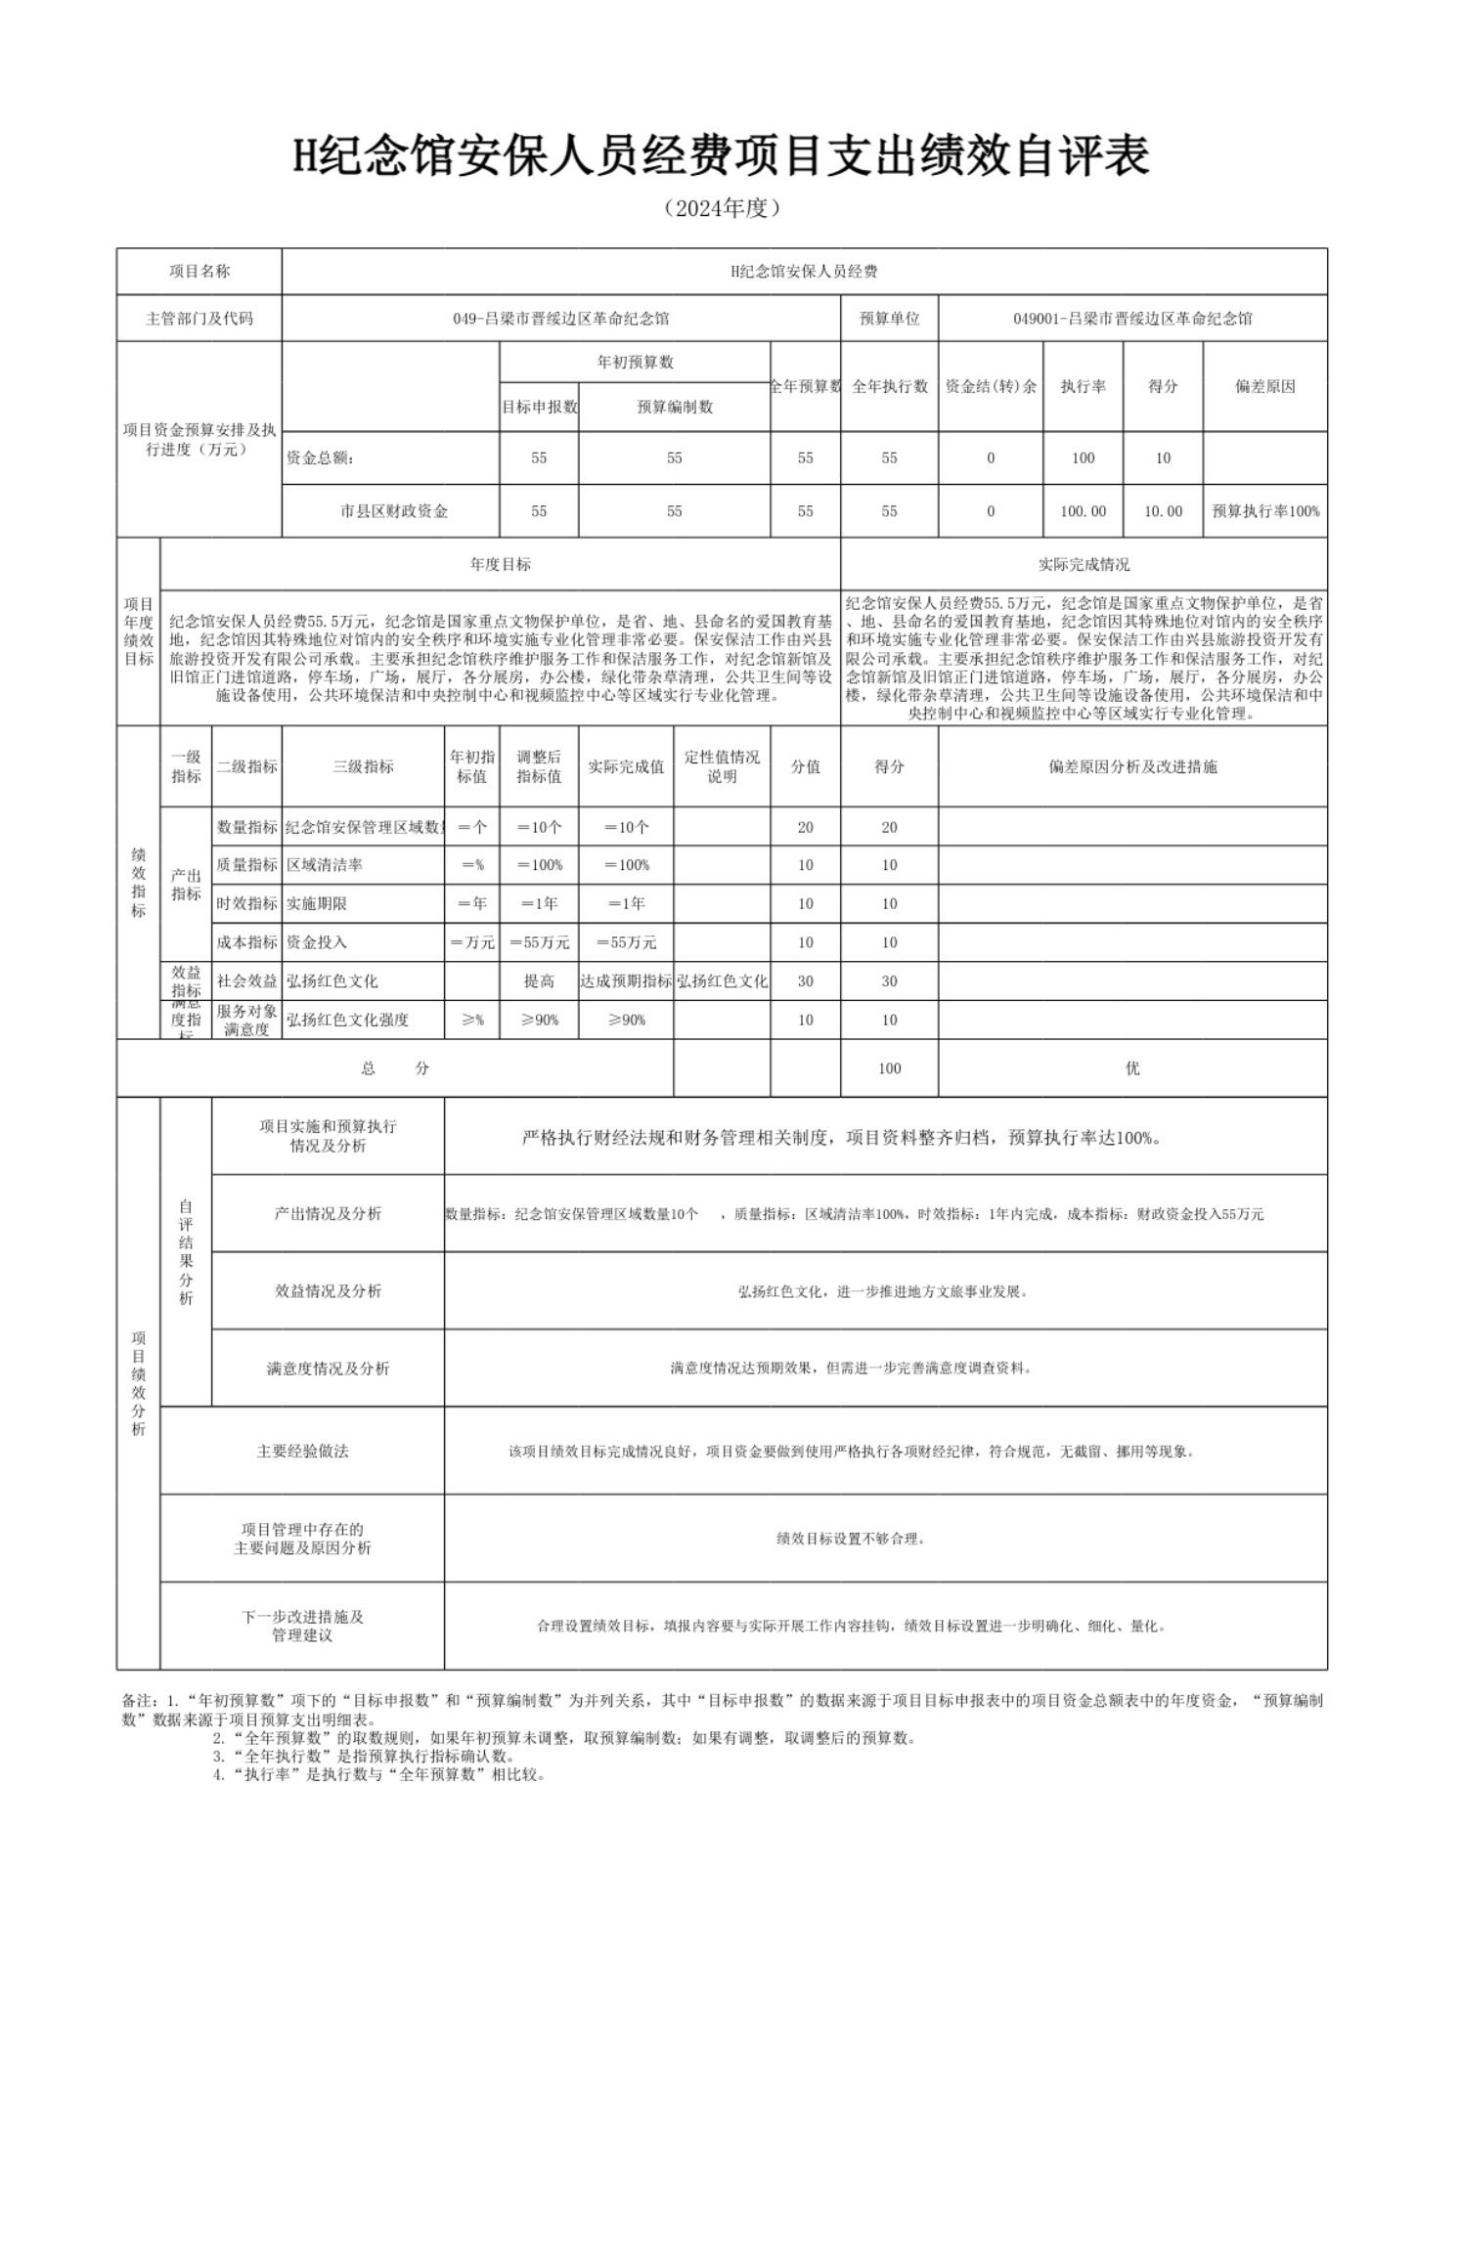 H纪念馆安保人员经费项目支出绩效自评表
（2024年度）
项目名称 H纪念馆安保人员经费
主管部门及代码 049-吕梁市晋绥边区革命纪念馆 预算单位 049001-吕梁市晋绥边区革命纪念馆
项目资金预算安排及执
行进度（万元）
年初预算数 全年预算数 全年执行数 资金结(转)余 执行率 得分 偏差原因
目标申报数 预算编制数
资金总额： 55 55 55 55 0 100 10
市县区财政资金 55 55 55 55 0 100.00 10.00 预算执行率100%
项目
年度
绩效
目标
年度目标 实际完成情况
纪念馆安保人员经费55.5万元，纪念馆是国家重点文物保护单位，是省、地、县命名的爱国教育基
地，纪念馆因其特殊地位对馆内的安全秩序和环境实施专业化管理非常必要。保安保洁工作由兴县
旅游投资开发有限公司承载。主要承担纪念馆秩序维护服务工作和保洁服务工作，对纪念馆新馆及
旧馆正门进馆道路，停车场，广场，展厅，各分展房，办公楼，绿化带杂草清理，公共卫生间等设
施设备使用，公共环境保洁和中央控制中心和视频监控中心等区域实行专业化管理。
纪念馆安保人员经费55.5万元，纪念馆是国家重点文物保护单位，是省
、地、县命名的爱国教育基地，纪念馆因其特殊地位对馆内的安全秩序
和环境实施专业化管理非常必要。保安保洁工作由兴县旅游投资开发有
限公司承载。主要承担纪念馆秩序维护服务工作和保洁服务工作，对纪
念馆新馆及旧馆正门进馆道路，停车场，广场，展厅，各分展房，办公
楼，绿化带杂草清理，公共卫生间等设施设备使用，公共环境保洁和中
央控制中心和视频监控中心等区域实行专业化管理。
绩
效
指
标
一级
指标
二级指标 三级指标
年初指
标值
调整后
指标值
实际完成值
定性值情况
说明
分值 得分 偏差原因分析及改进措施
产出
指标
数量指标 纪念馆安保管理区域数 ＝个 ＝10个 ＝10个 20 20
质量指标 区域清洁率 ＝% ＝100% ＝100% 10 10
时效指标 实施期限 ＝年 ＝1年 ＝1年 10 10
成本指标 资金投入 ＝万元 ＝55万元 ＝55万元 10 10
效益
指标
社会效益 弘扬红色文化 提高 达成预期指标 弘扬红色文化 30 30
满意
度指
标
服务对象
满意度
弘扬红色文化强度 ≥% ≥90% ≥90% 10 10
总 分 100 优
项
目
绩
效
分
析
自
评
结
果
分
析
项目实施和预算执行
情况及分析
严格执行财经法规和财务管理相关制度，项目资料整齐归档，预算执行率达100%。
产出情况及分析 数量指标：纪念馆安保管理区域数量10个 ，质量指标：区域清洁率100%，时效指标：1年内完成，成本指标：财政资金投入55万元
效益情况及分析 弘扬红色文化，进一步推进地方文旅事业发展。
满意度情况及分析 满意度情况达预期效果，但需进一步完善满意度调查资料。
主要经验做法 该项目绩效目标完成情况良好，项目资金要做到使用严格执行各项财经纪律，符合规范，无截留、挪用等现象。
项目管理中存在的
主要问题及原因分析
绩效目标设置不够合理。
下一步改进措施及
管理建议
合理设置绩效目标，填报内容要与实际开展工作内容挂钩，绩效目标设置进一步明确化、细化、量化。
备注：1.“年初预算数”项下的“目标申报数”和“预算编制数”为并列关系，其中“目标申报数”的数据来源于项目目标申报表中的项目资金总额表中的年度资金，“预算编制
数”数据来源于项目预算支出明细表。
2.“全年预算数”的取数规则，如果年初预算未调整，取预算编制数；如果有调整，取调整后的预算数。
3.“全年执行数”是指预算执行指标确认数。
4.“执行率”是执行数与“全年预算数”相比较。